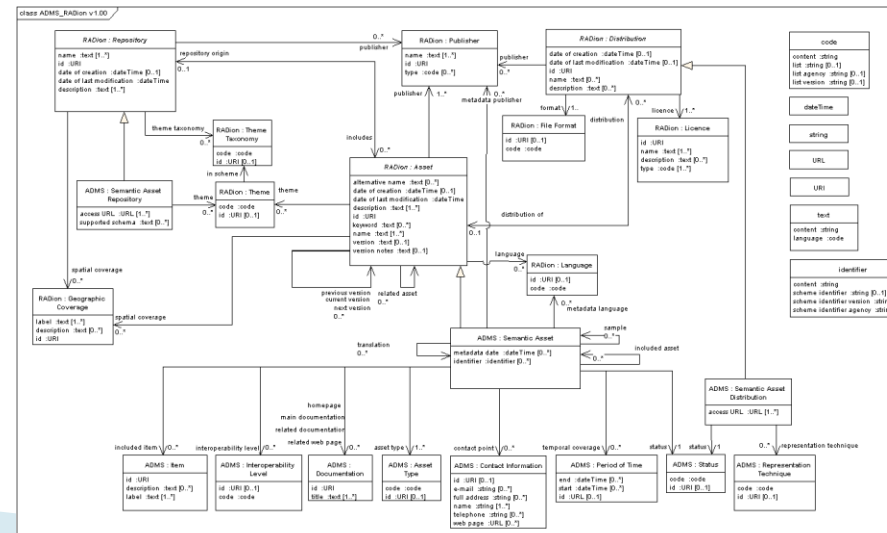 class ADMS_RADion v1.00
RADion : Repository
name :text [1..*]
id :URI
date of creation :dateTime [0..1]
date of last modification :dateTime
description :text [1..*]
repository origin
0..1
0..*
publisher
RADion : Publisher
name :text [1..*]
id :URI
type :code [0..*]
RADion : Distribution
date of creation :dateTime [0..1]
date of last modification :dateTime [0..1]
id :URI
name :text [0..*]
description :text [0..*]
publisher
0..*
publisher
1..*
0..*
metadata publisher
format
1..
distribution
0..*
licence
1..
code
content :string
list :string [0..1]
list agency :string [0..1]
list version :string [0..1]
dateTime
string
URL
URI
text
content :string
language :code
identifier
content :string
scheme identifier :string [0..1]
scheme identifier version :string
scheme identifier agency :string
RADion : File Format
id :URI [0..1]
code :code
RADion : Licence
id :URI
name :text [1..*]
description :text [0..*]
type :code [1..*]
theme taxonomy
0..*
RADion : Theme
Taxonomy
code :code
id :URI [0..1]
in scheme
includes
0..*
RADion : Asset
alternative name :text [0..*]
date of creation :dateTime [0..1]
date of last modification :dateTime
description :text [1..*]
id :URI
keyword :text [0..*]
name :text [1..*]
version :text [0..1]
version notes :text [0..1]
ADMS : Semantic Asset
Repository
access URL :URL [1..*]
supported schema :text [0..*]
theme
0..*
RADion : Theme
code :code
id :URI [0..1]
theme
0..*
distribution of
0..1
language
0..*
RADion : Language
id :URI [0..1]
code :code
0..*
metadata language
spatial coverage
0..*
RADion : Geographic
Coverage
label :text [1..*]
description :text [0..*]
id :URI
spatial coverage
0..*
previous version
current version
next version
0..*
related asset
0..*
translation
0..*
ADMS : Semantic Asset
metadata date :dateTime [0..*]
identifier :identifier [0..*]
sample
0..*
included asset
0..*
ADMS : Semantic Asset
Distribution
access URL :URL [1..*]
included item
0..*
interoperability level
0..*
homepage
main documentation
related documentation
related web page
0..*
asset type
1..*
contact point
0..*
temporal coverage
0..*
status
1
status
1
0..*
representation technique
ADMS : Item
id :URI
description :text [0..*]
label :text [1..*]
ADMS : Interoperability
Level
id :URI [0..1]
code :code
ADMS :
Documentation
id :URI
title :text [1..*]
ADMS : Asset
Type
code :code
id :URI [0..1]
ADMS : Contact Information
id :URI [0..1]
e-mail :string [0..*]
full address :string [0..*]
name :string [1..*]
telephone :string [0..*]
web page :URL [0..*]
ADMS : Period of Time
end :dateTime [0..*]
start :dateTime [0..*]
id :URL [0..1]
ADMS : Status
code :code
id :URI [0..1]
ADMS : Representation
Technique
code :code
id :URI [0..1]